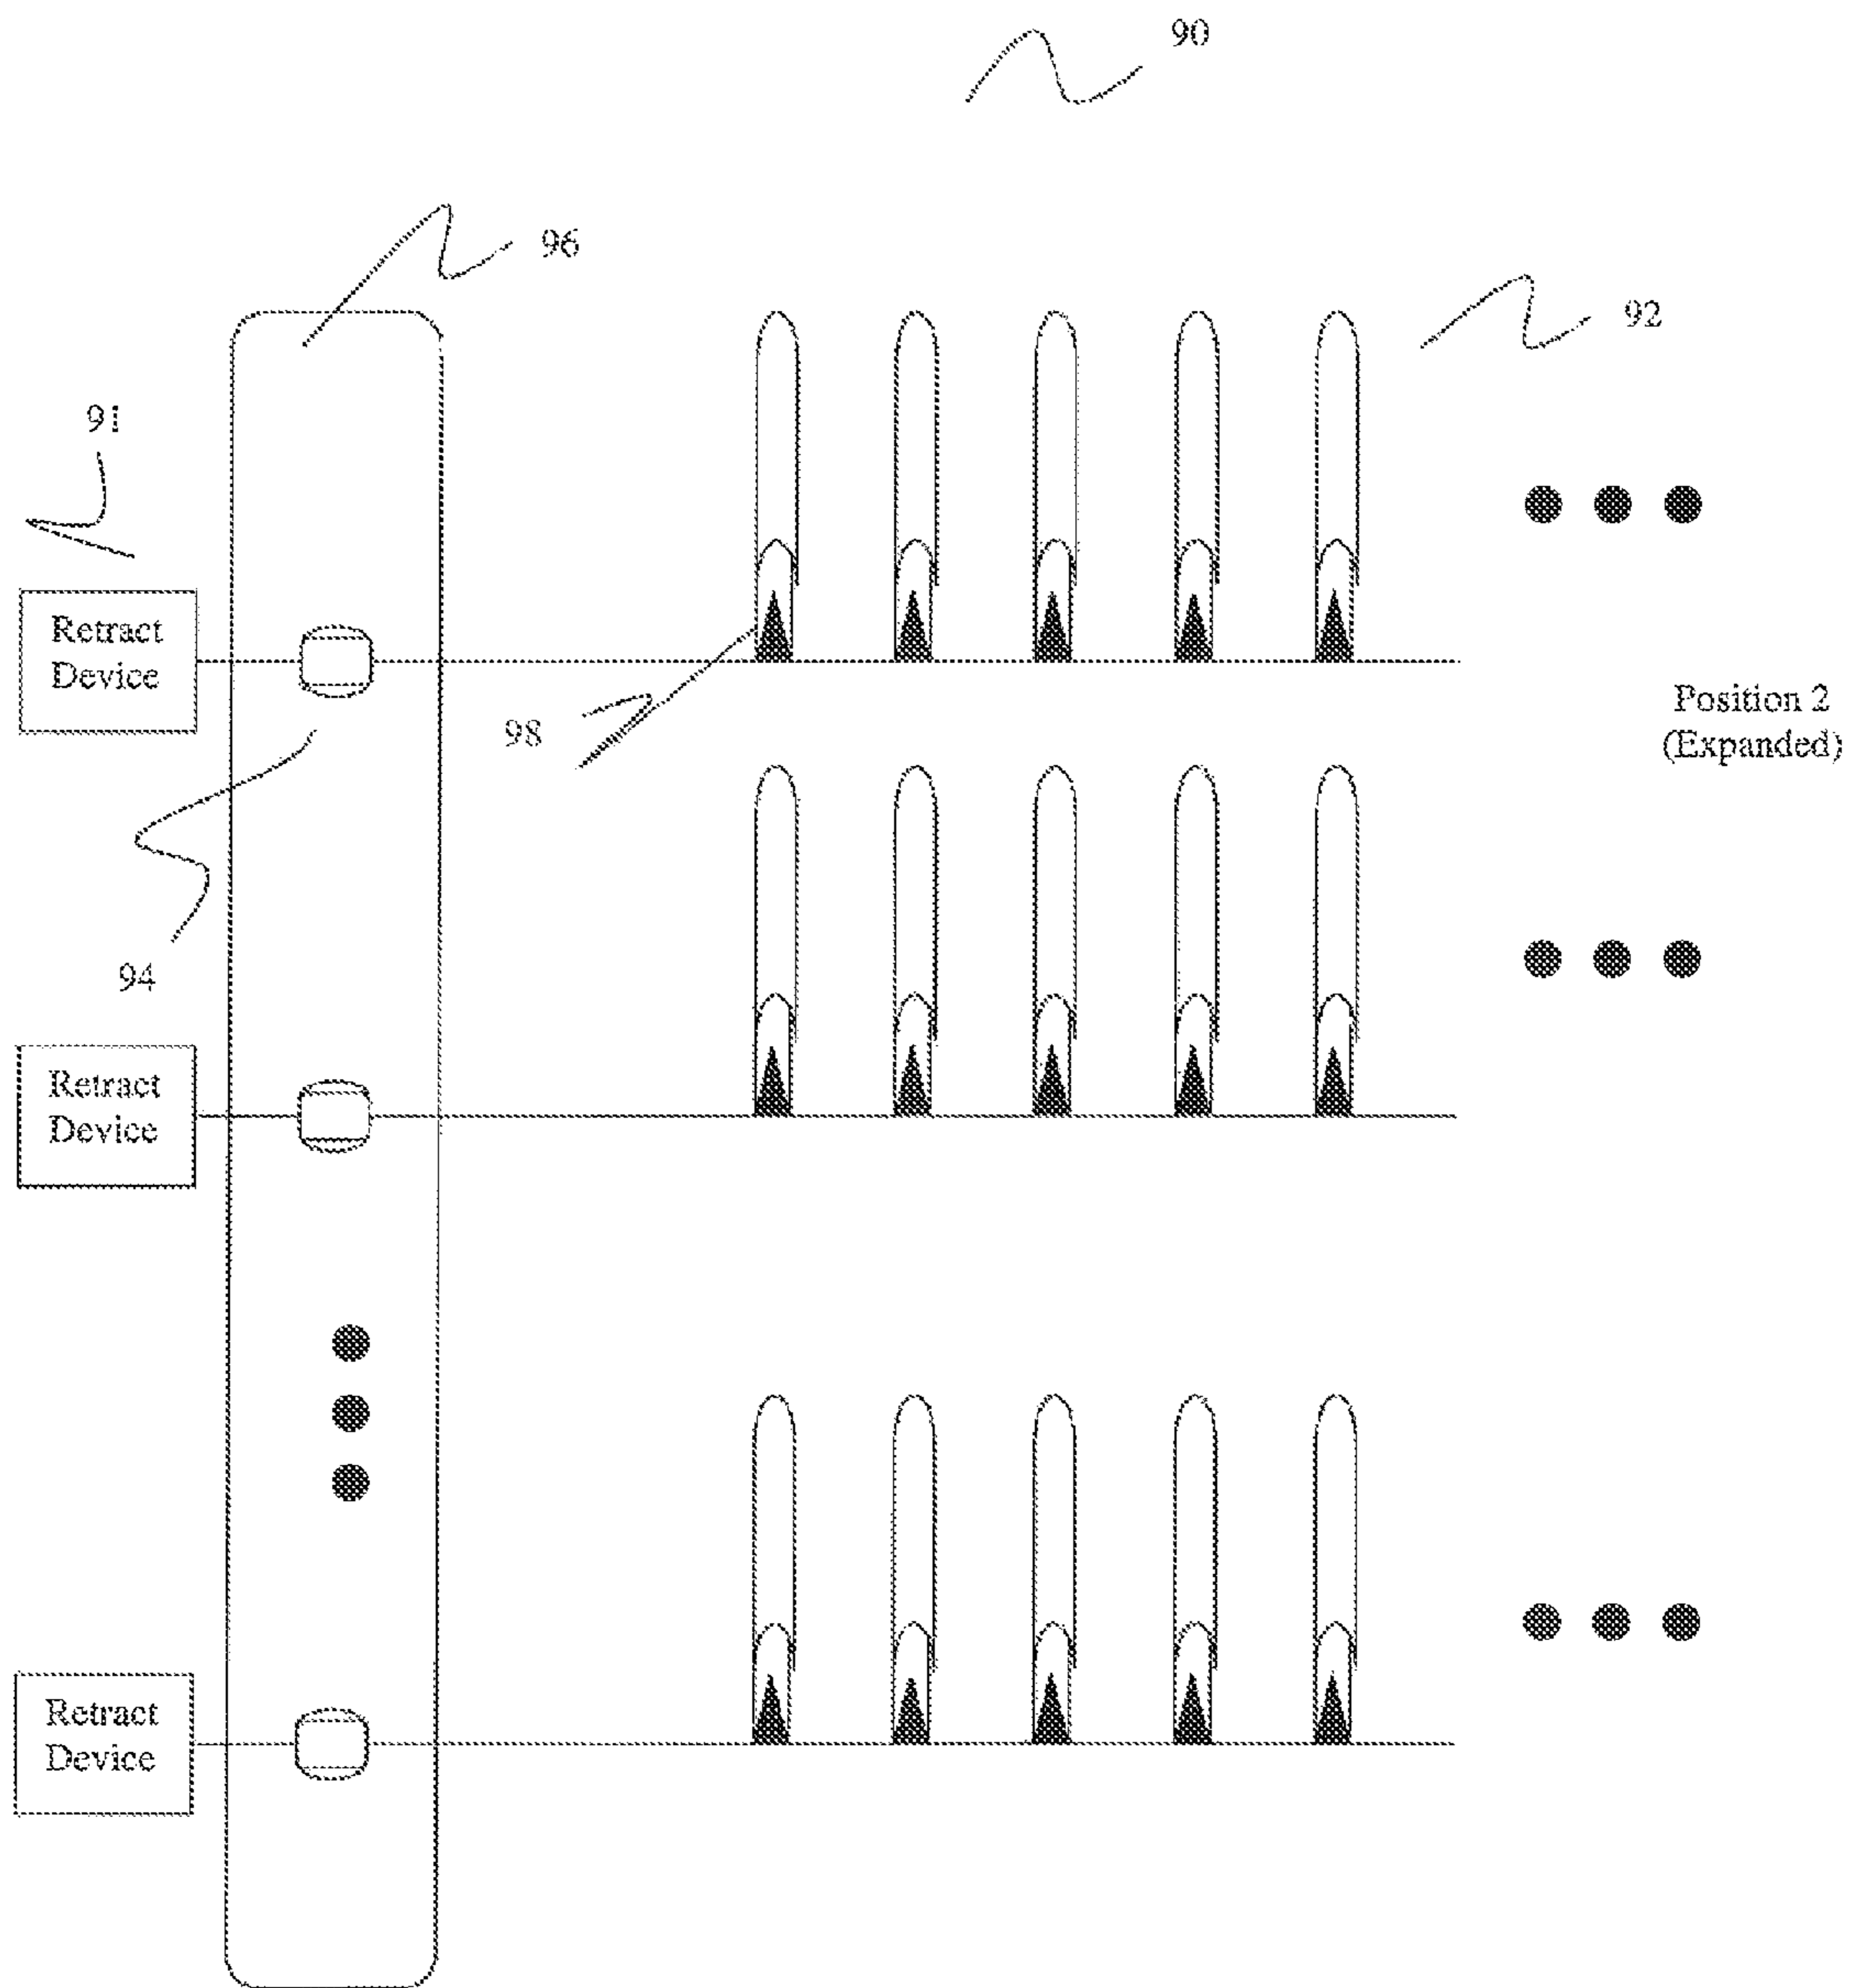 90
96
92
91
Retract
Device
98
Position 2
(Expanded)
94
Retract
Device
Retract
Device